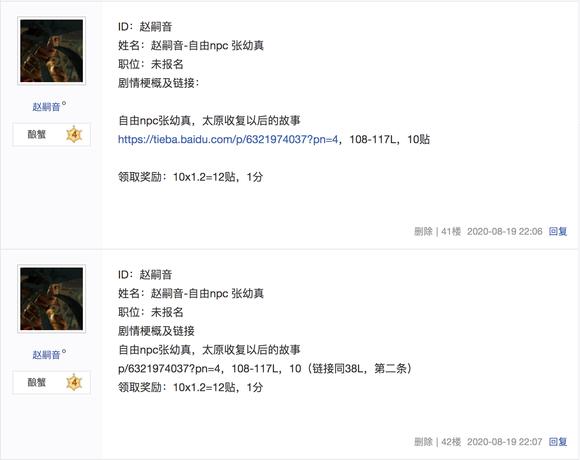 ID：赵嗣音
姓名：赵嗣音-自由npc 张幼真
职位：未报名
剧情梗概及链接：
赵嗣音
酿蟹 4
自由npc张幼真，太原收复以后的故事
https://tieba.baidu.com/p/6321974037?pn=4，108-117L，10贴
领取奖励：10x1.2=12贴，1分
删除 | 41楼 2020-08-19 22:06 回复
ID：赵嗣音
姓名：赵嗣音-自由npc 张幼真
职位：未报名
剧情梗概及链接
赵嗣音
自由npc张幼真，太原收复以后的故事
p/6321974037?pn=4，108-117L，10（链接同38L，第二条）
酿蟹 4
领取奖励：10x1.2=12贴，1分
删除 | 42楼 2020-08-19 22:07 回复